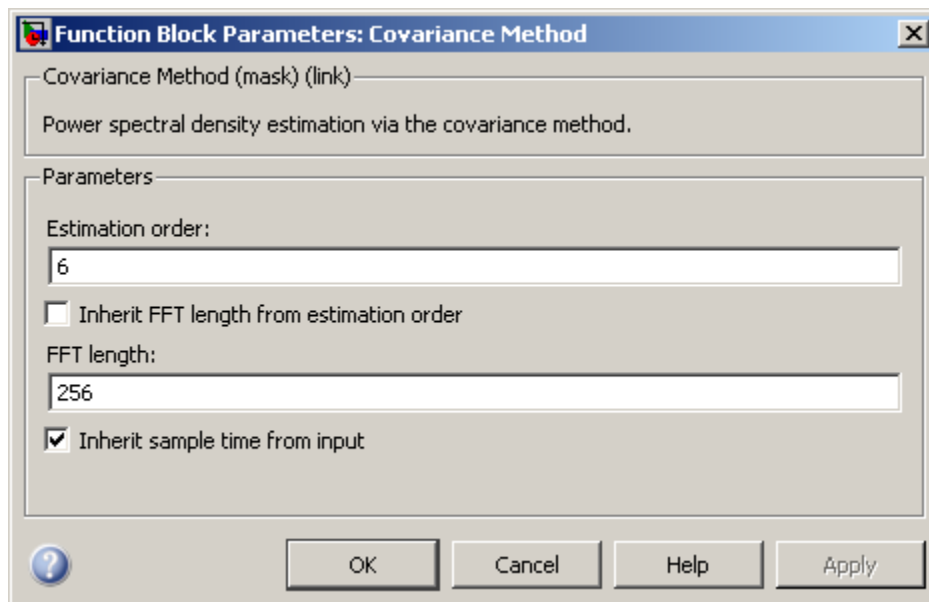 Function Block Parameters: Covariance Method
Covariance Method (mask) (link)
Power spectral density estimation via the covariance method.
Parameters
Estimation order:
6
Inherit FFT length from estimation order
FFT length:
256
Inherit sample time from input
? OK Cancel Help Apply